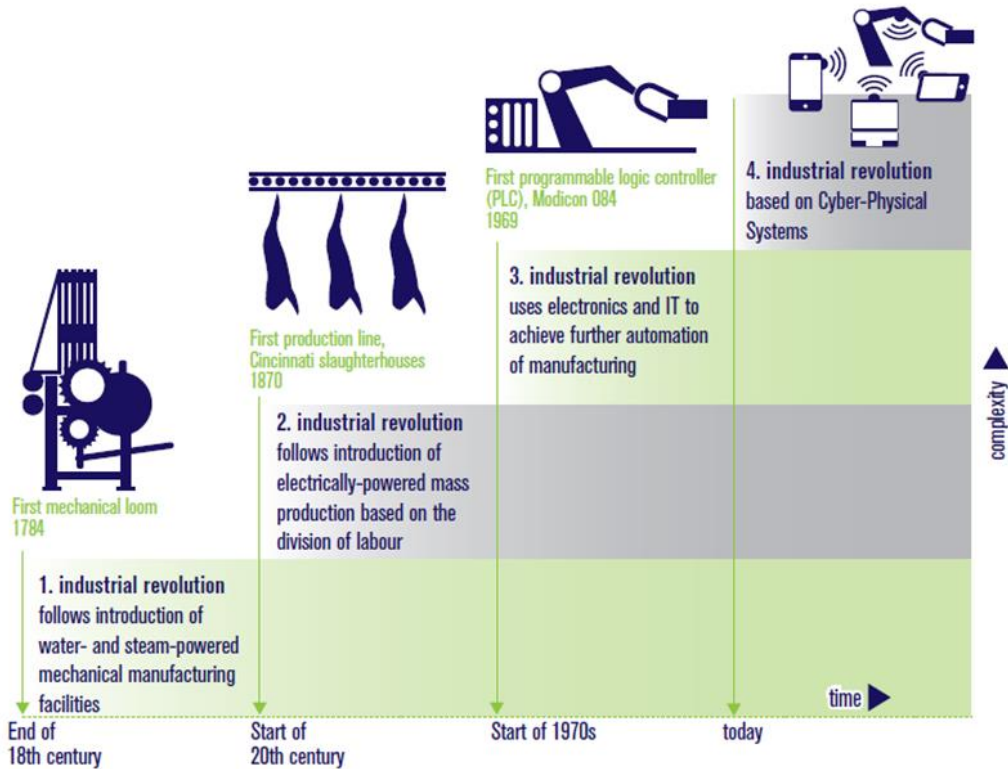 First mechanical loom
1784
1. industrial revolution
follows introduction of
water- and steam-powered
mechanical manufacturing
facilities
End of
18th century
First production line,
Cincinnati slaughterhouses
1870
2. industrial revolution
follows introduction of
electrically-powered mass
production based on the
division of labour
Start of
20th century
First programmable logic controller
(PLC), Modicon 084
1969
3. industrial revolution
uses electronics and IT to
achieve further automation
of manufacturing
Start of 1970s
4. industrial revolution
based on Cyber-Physical
Systems
today
time
complexity